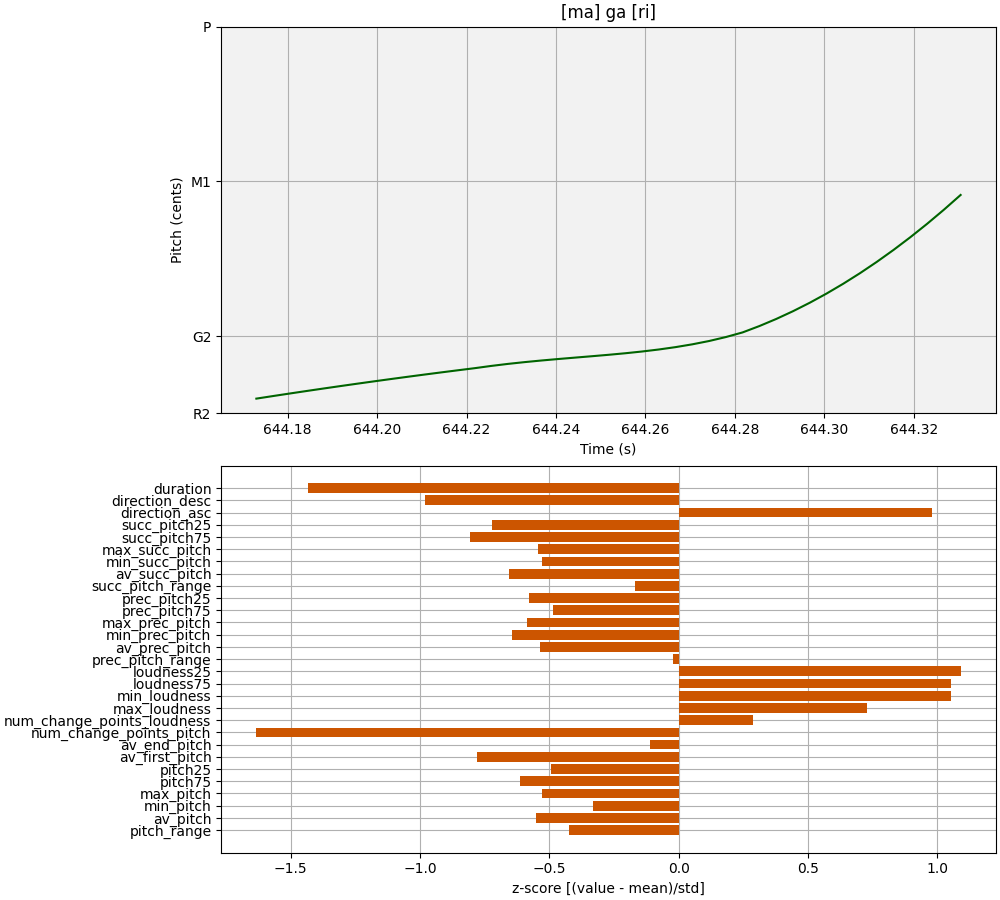 [ma] ga [ri]
P
M1
G2
R2
Pitch (cents)
644.18 644.20 644.22 644.24 644.26 644.28 644.30 644.32
Time (s)
duration
direction_desc
direction_asc
succ_pitch25
succ_pitch75
max_succ_pitch
min_succ_pitch
av_succ_pitch
succ_pitch_range
prec_pitch25
prec_pitch75
max_prec_pitch
min_prec_pitch
av_prec_pitch
prec_pitch_range
loudness25
loudness75
min_loudness
max_loudness
num_change_points_loudness
num_change_points_pitch
av_end_pitch
av_first_pitch
pitch25
pitch75
max_pitch
min_pitch
av_pitch
pitch_range
−1.5 −1.0 −0.5 0.0 0.5 1.0
z-score [(value - mean)/std]